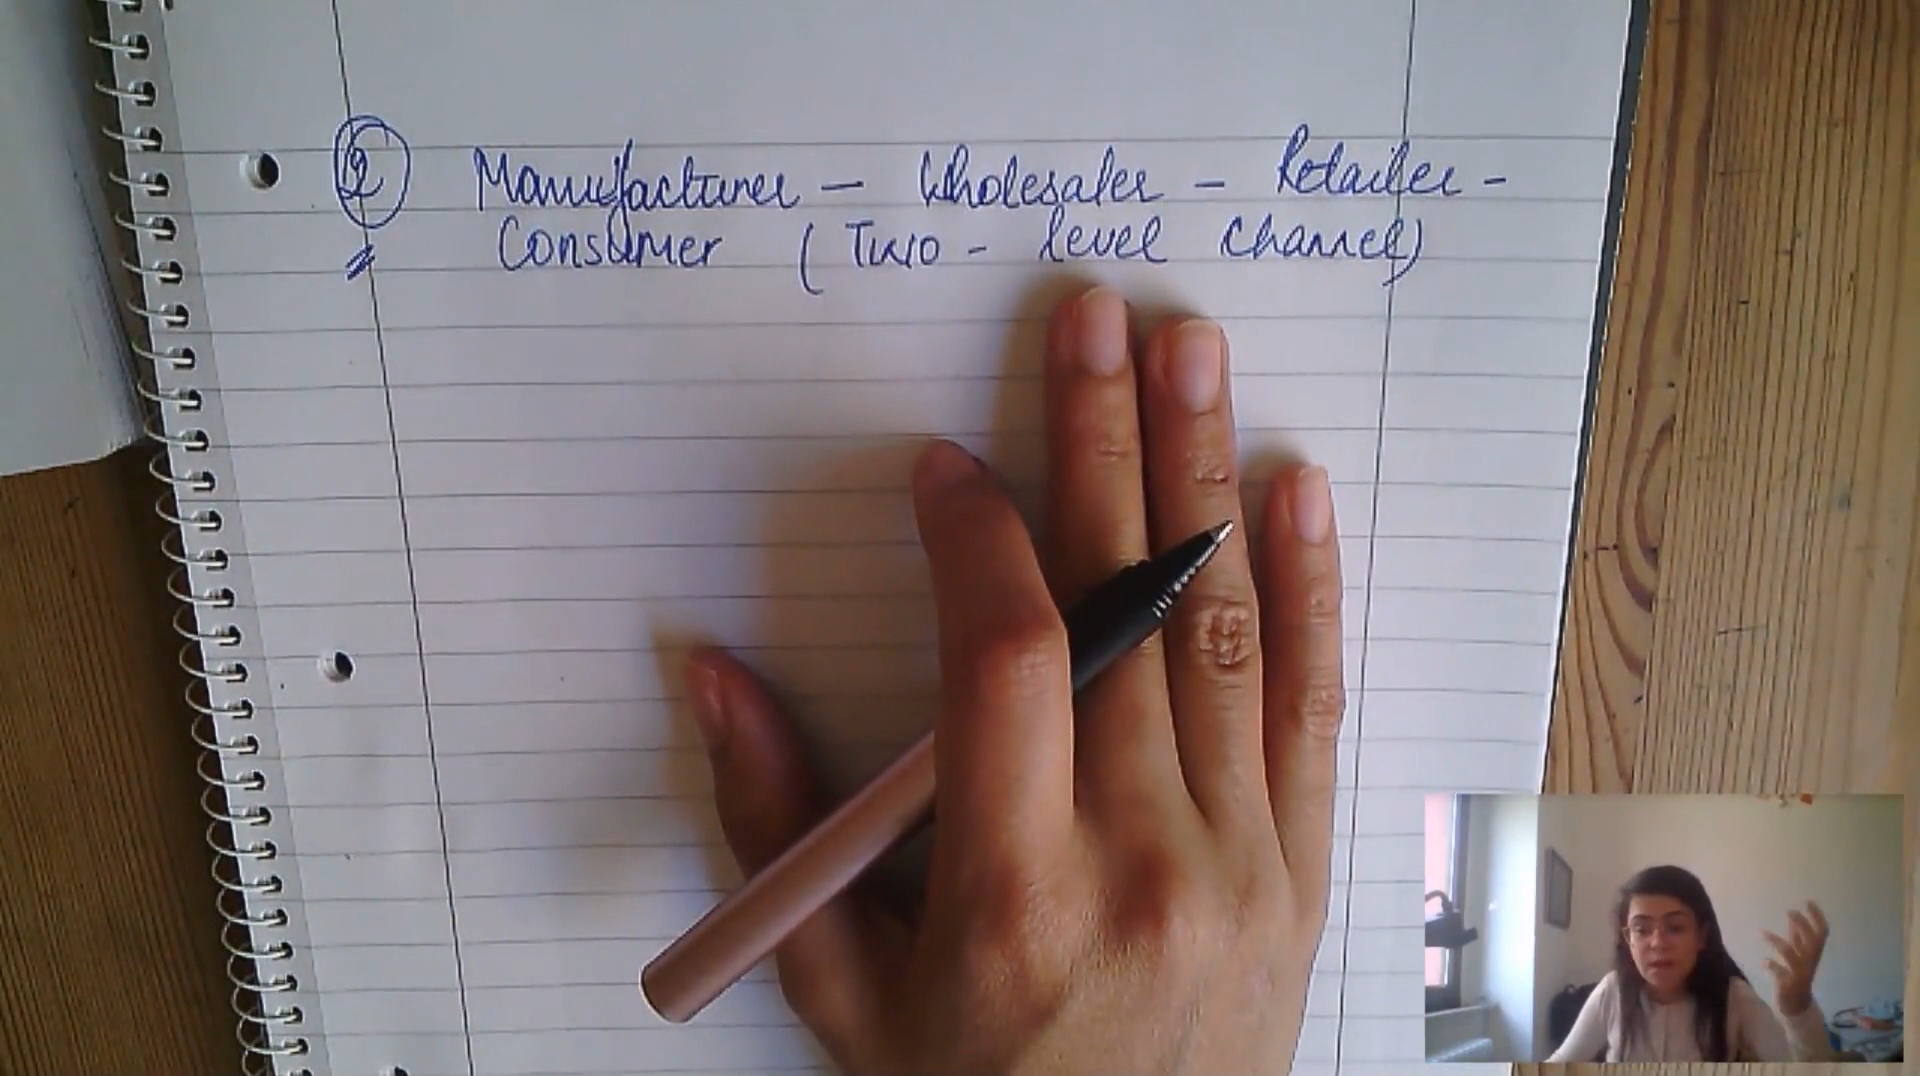 2 Manufacturer - Wholesaler - Retailer -
Consumer (Two - level channel)